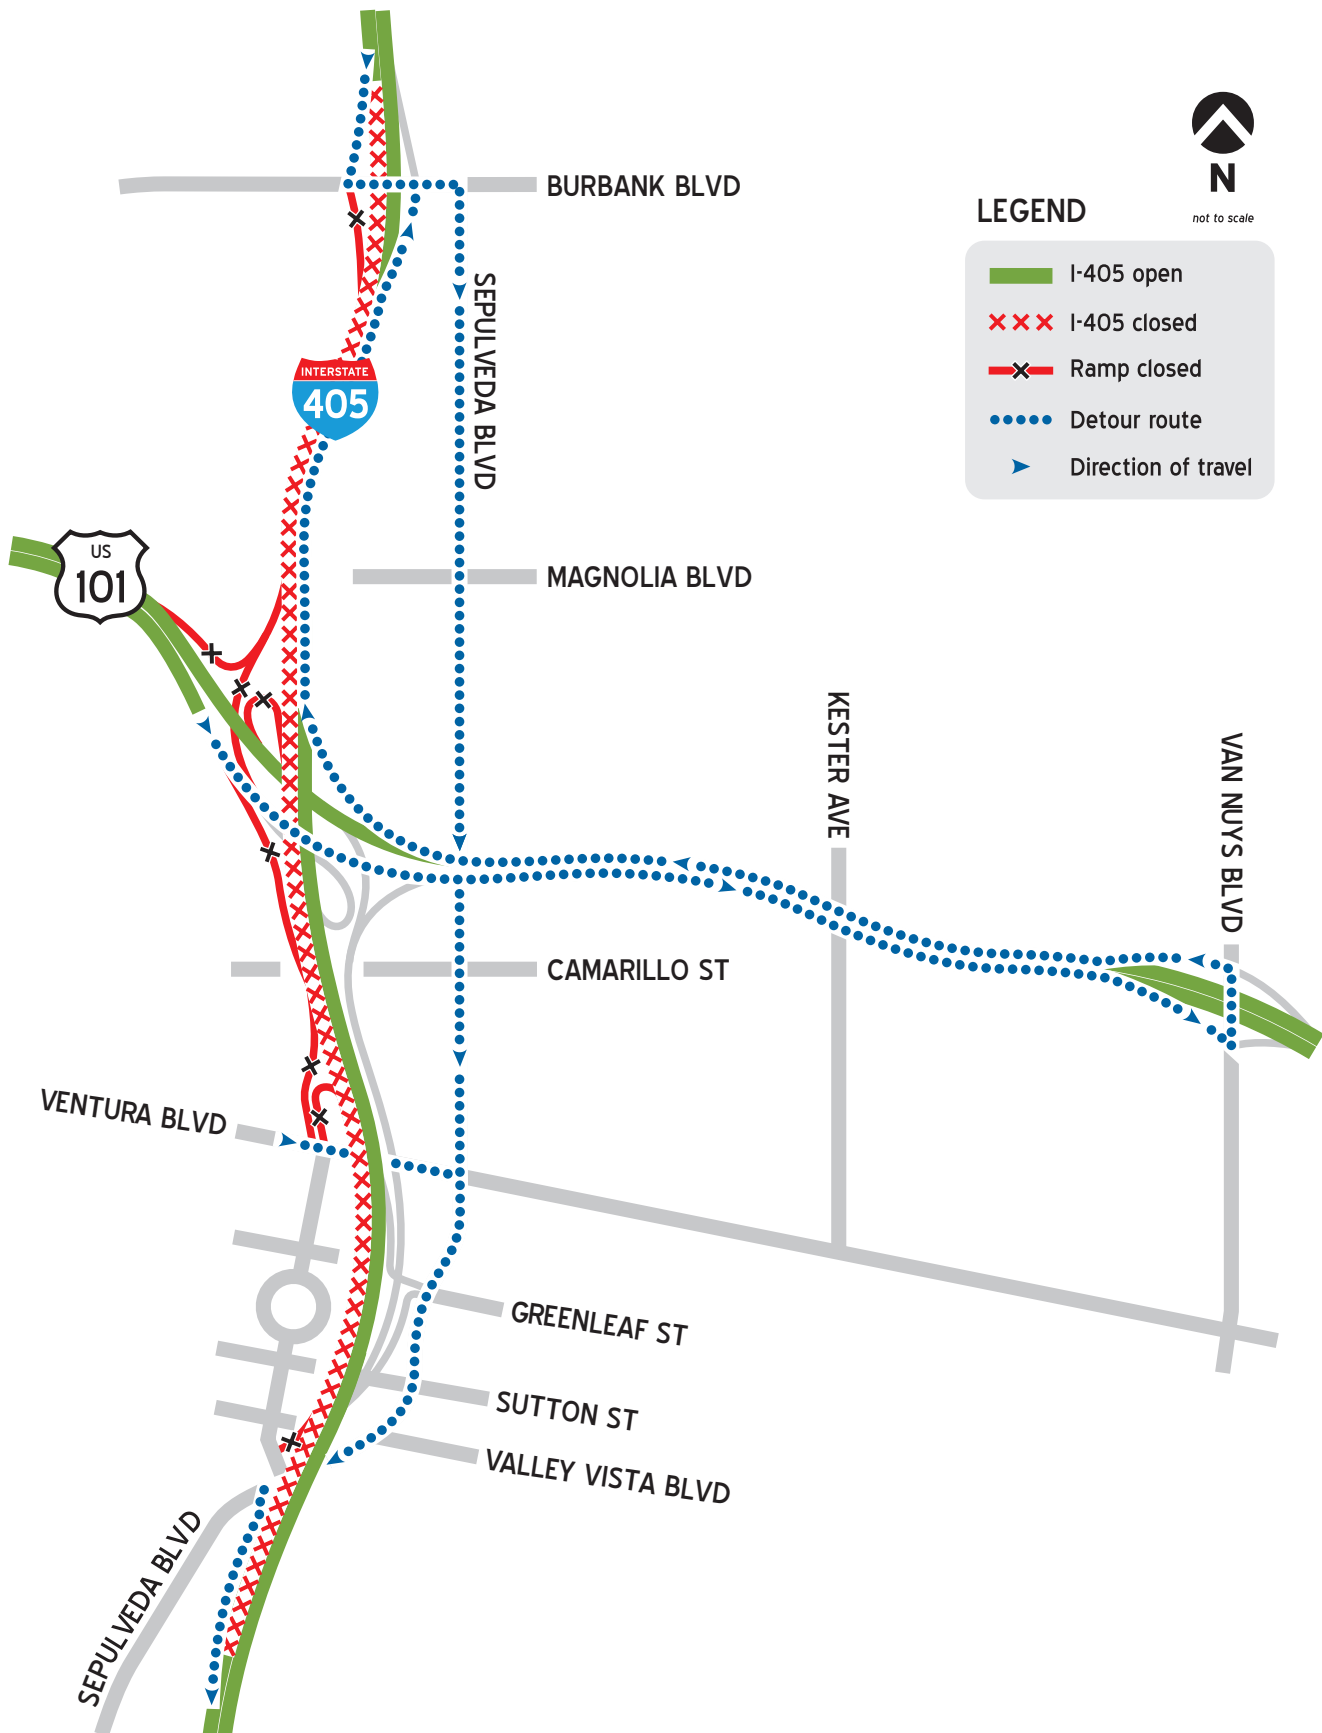 BURBANK BLVD
N
not to scale
LEGEND
I-405 open
I-405 closed
Ramp closed
Detour route
Direction of travel
SEPULVEDA BLVD
INTERSTATE
405
US
101
MAGNOLIA BLVD
KESTER AVE
VAN NUYS BLVD
CAMARILLO ST
VENTURA BLVD
GREENLEAF ST
SUTTON ST
VALLEY VISTA BLVD
SEPULVEDA BLVD